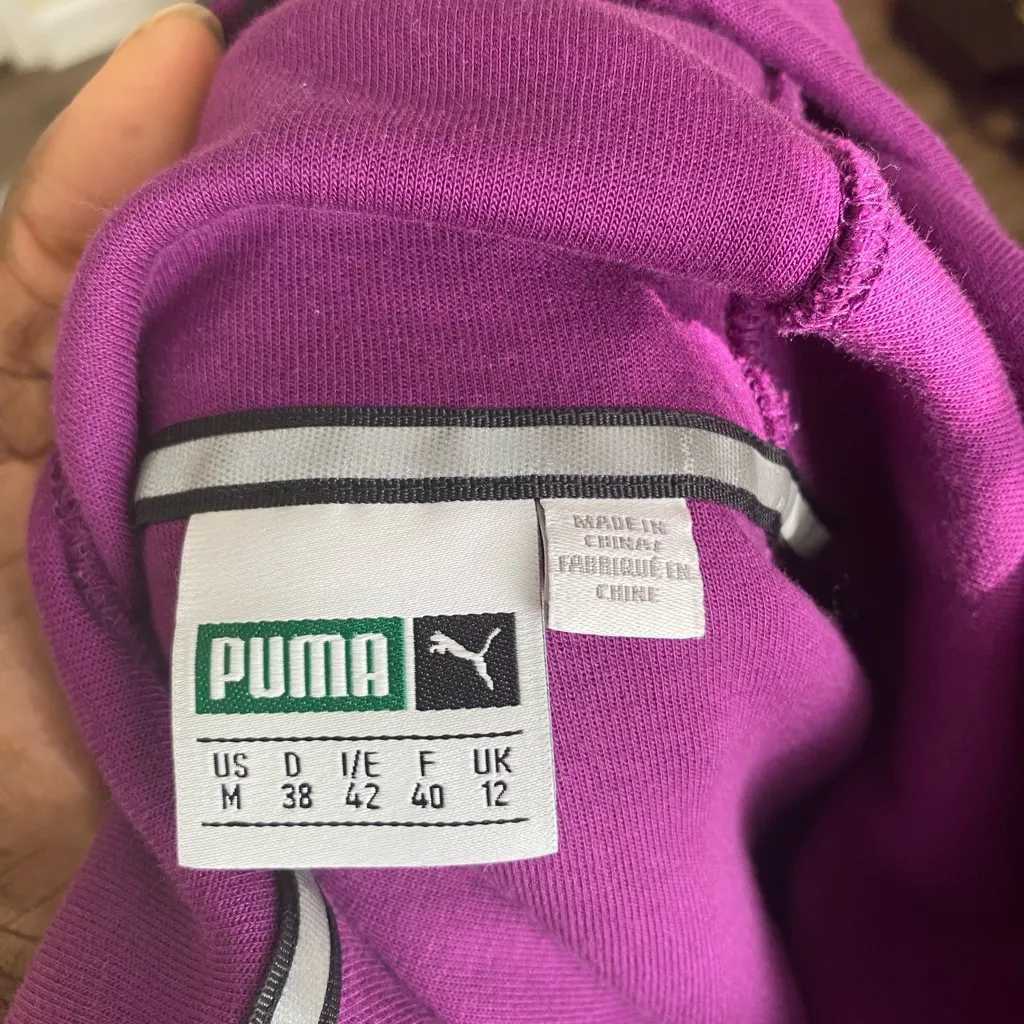 MADE IN
CHINA/
FABRIQUÉ EN
CHINE
PUMA
US D I/E F UK
M 38 42 40 12